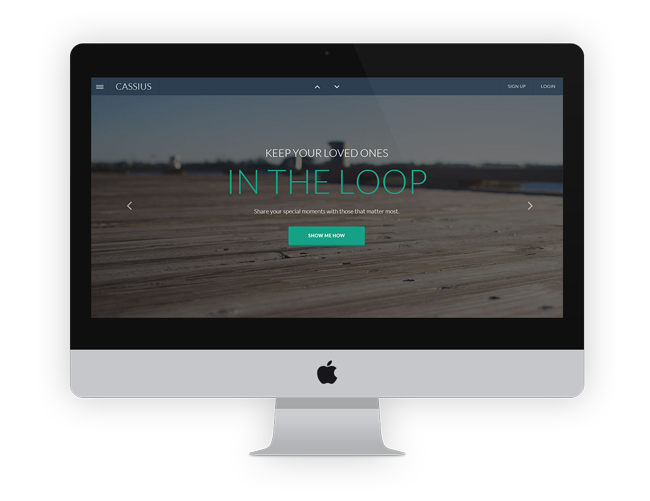 CASSIUS
SIGN UP
LOGIN
KEEP YOUR LOVED ONES
IN THE LOOP
Share your special moments with those that matter most.
SHOW ME HOW